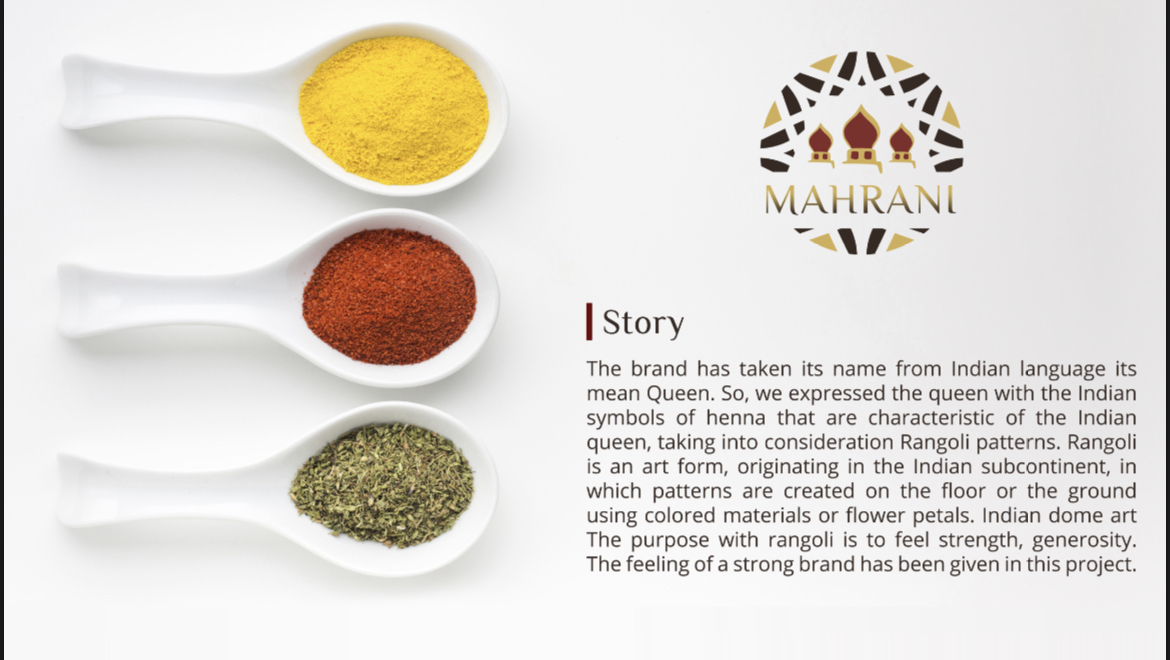 MAHRANI
Story
The brand has taken its name from Indian language its
mean Queen. So, we expressed the queen with the Indian
symbols of henna that are characteristic of the Indian
queen, taking into consideration Rangoli patterns. Rangoli
is an art form, originating in the Indian subcontinent, in
which patterns are created on the floor or the ground
using colored materials or flower petals. Indian dome art
The purpose with rangoli is to feel strength, generosity.
The feeling of a strong brand has been given in this project.